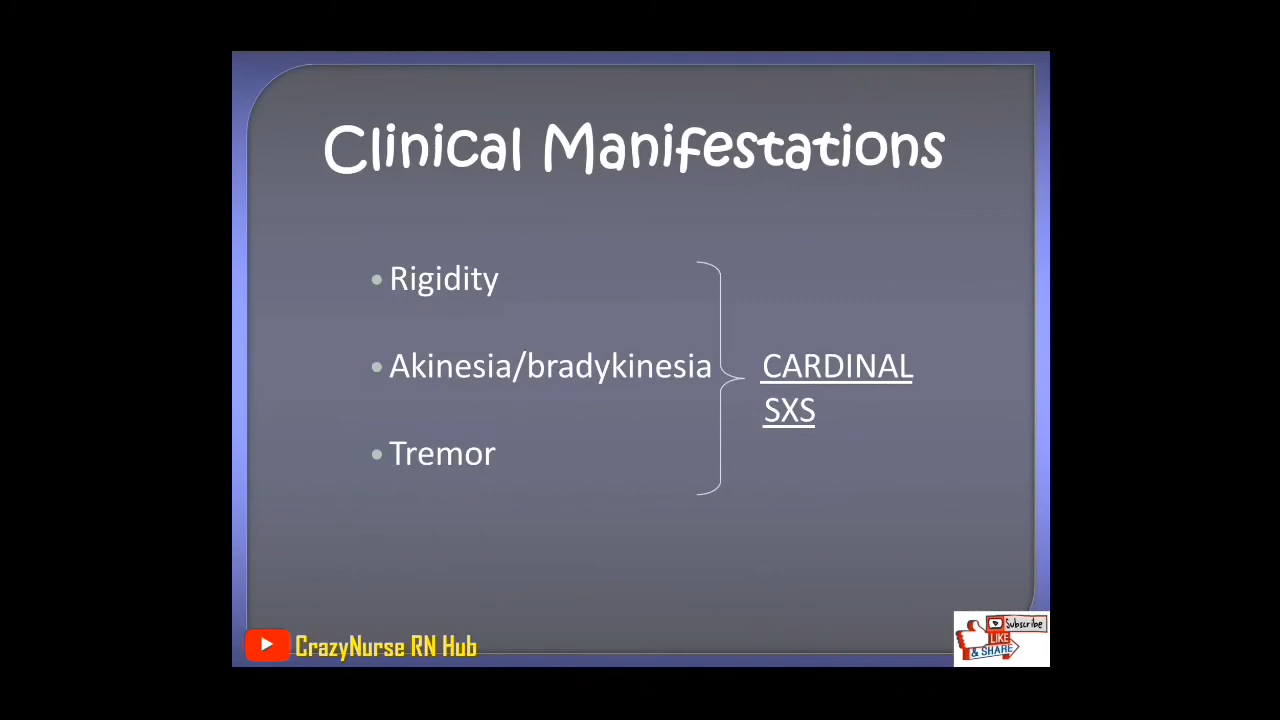 Clinical Manifestations
• Rigidity
• Akinesia/bradykinesia
• Tremor
CARDINAL
SXS
CrazyNurse RN Hub
Subscribe
LIKE
& SHARE